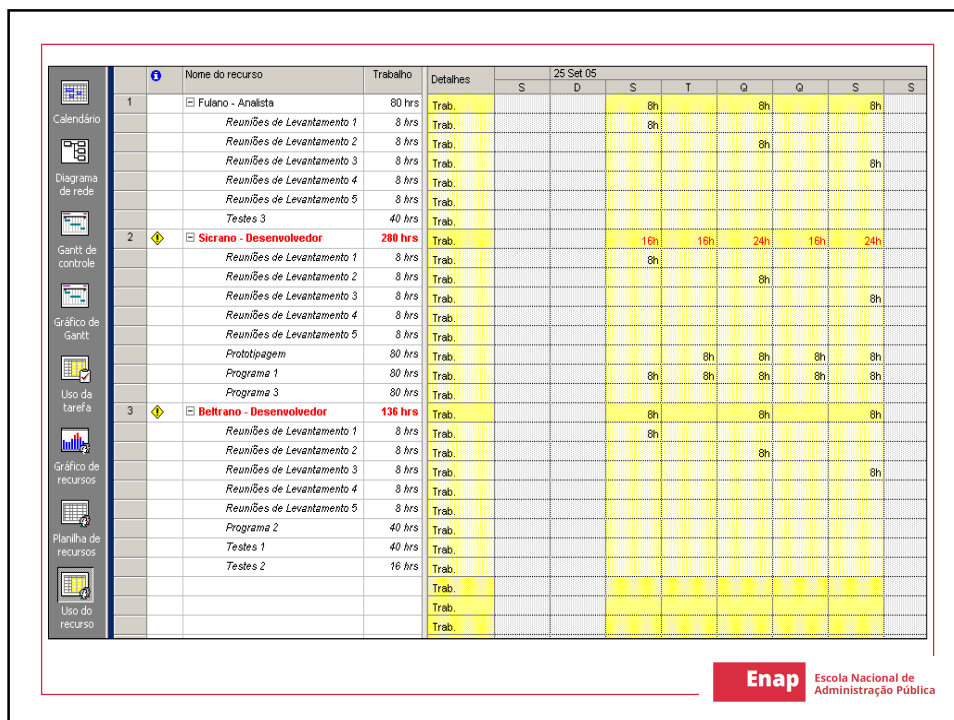 Nome do recurso Trabalho Detalhes 25 Set 05
S D S T Q Q S S
1 Fulano - Analista 80 hrs Trab. 8h 8h 8h
Reuniões de Levantamento 1 8 hrs Trab. 8h
Reuniões de Levantamento 2 8 hrs Trab. 8h
Reuniões de Levantamento 3 8 hrs Trab. 8h
Reuniões de Levantamento 4 8 hrs Trab.
Reuniões de Levantamento 5 8 hrs Trab.
Testes 3 40 hrs Trab.
2 Sicrano - Desenvolvedor 280 hrs Trab. 16h 16h 24h 16h 24h
Reuniões de Levantamento 1 8 hrs Trab. 8h
Reuniões de Levantamento 2 8 hrs Trab. 8h
Reuniões de Levantamento 3 8 hrs Trab. 8h
Reuniões de Levantamento 4 8 hrs Trab.
Reuniões de Levantamento 5 8 hrs Trab.
Prototipagem 80 hrs Trab. 8h 8h 8h 8h
Programa 1 80 hrs Trab. 8h 8h 8h 8h 8h
Programa 3 80 hrs Trab.
3 Beltrano - Desenvolvedor 136 hrs Trab. 8h 8h 8h
Reuniões de Levantamento 1 8 hrs Trab. 8h
Reuniões de Levantamento 2 8 hrs Trab. 8h
Reuniões de Levantamento 3 8 hrs Trab. 8h
Reuniões de Levantamento 4 8 hrs Trab.
Reuniões de Levantamento 5 8 hrs Trab.
Programa 2 40 hrs Trab.
Testes 1 40 hrs Trab.
Testes 2 16 hrs Trab.
Trab.
Trab.
Trab.
Calendário
Diagrama
de rede
Gantt de
controle
Gráfico de
Gantt
Uso da
tarefa
Gráfico de
recursos
Planilha de
recursos
Uso do
recurso
Enap
Escola Nacional de
Administração Pública